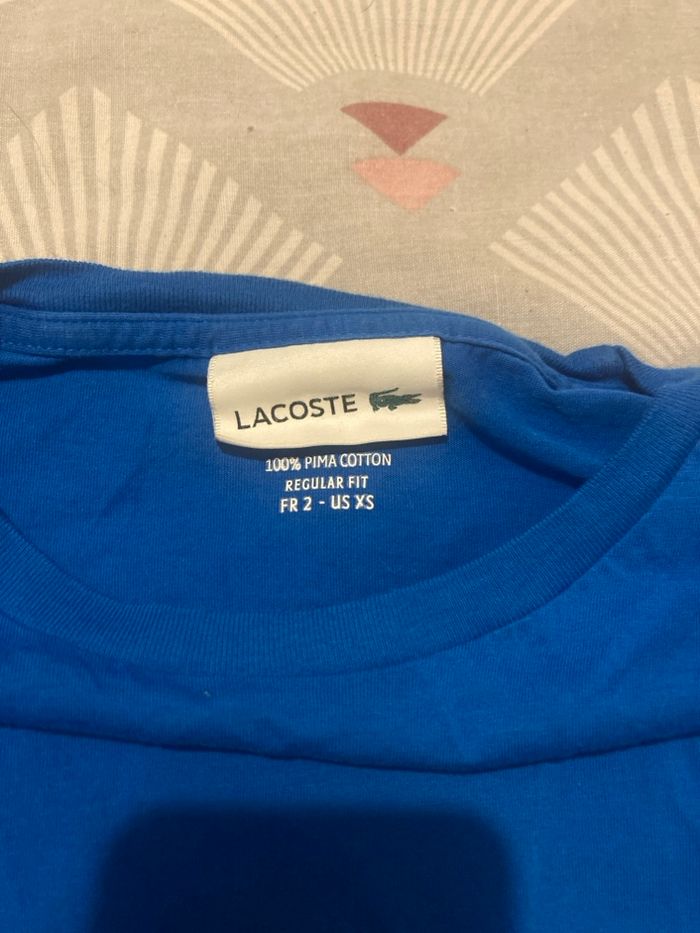 LACOSTE
100% PIMA COTTON
REGULAR FIT
FR 2 - US XS